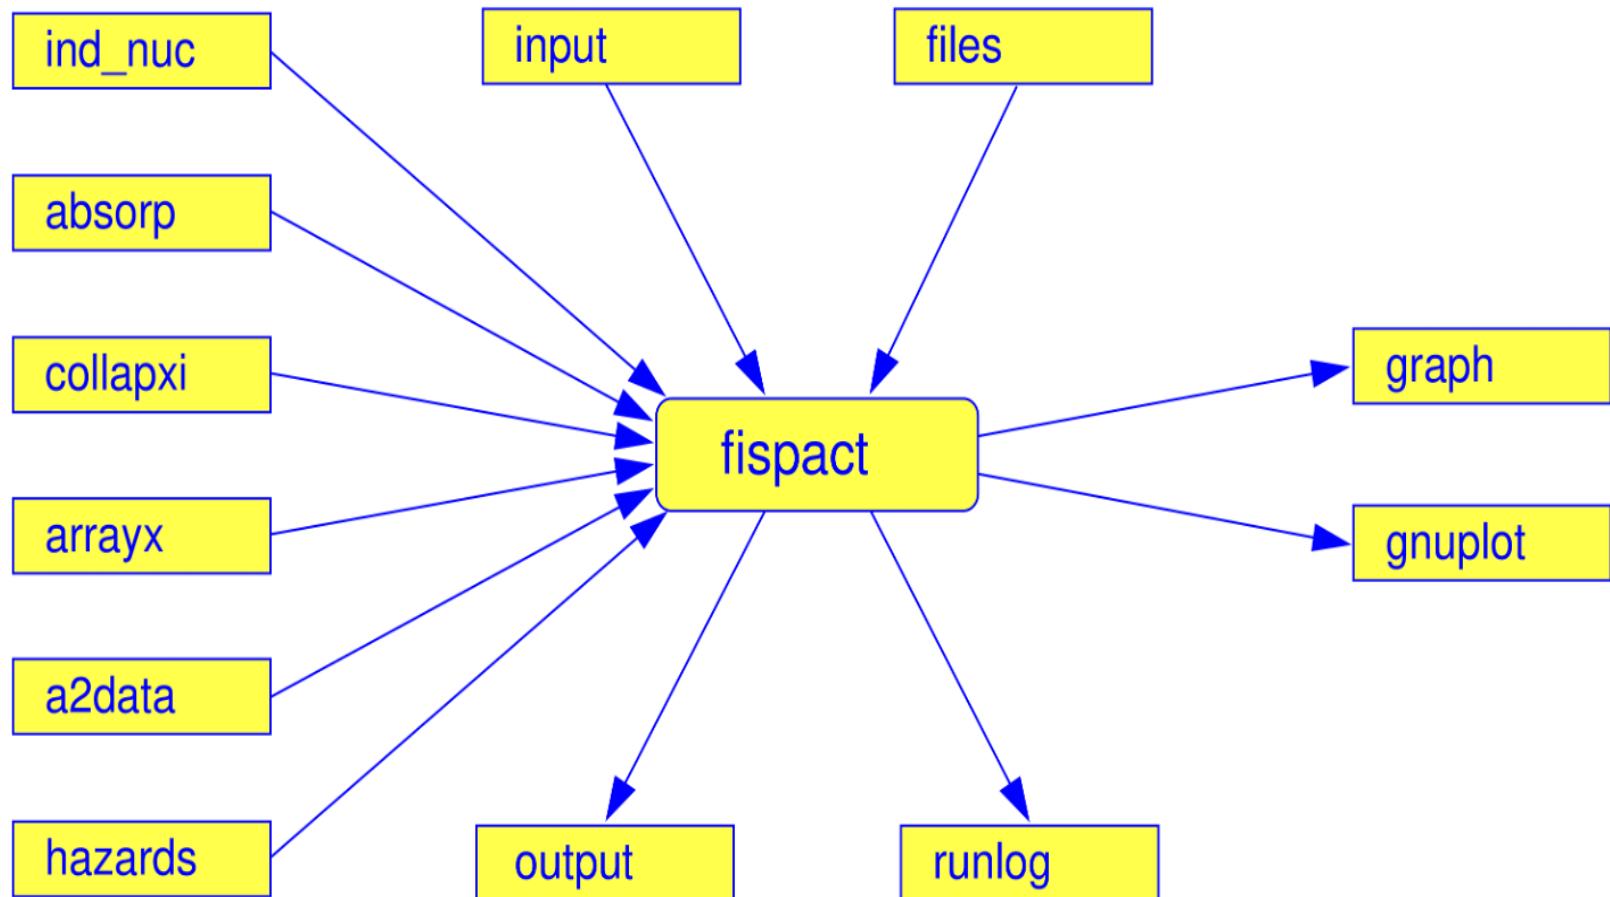 ind_nuc
input
files
absorp
collapxi
graph
fispact
arrayx
gnuplot
a2data
hazards
output
runlog